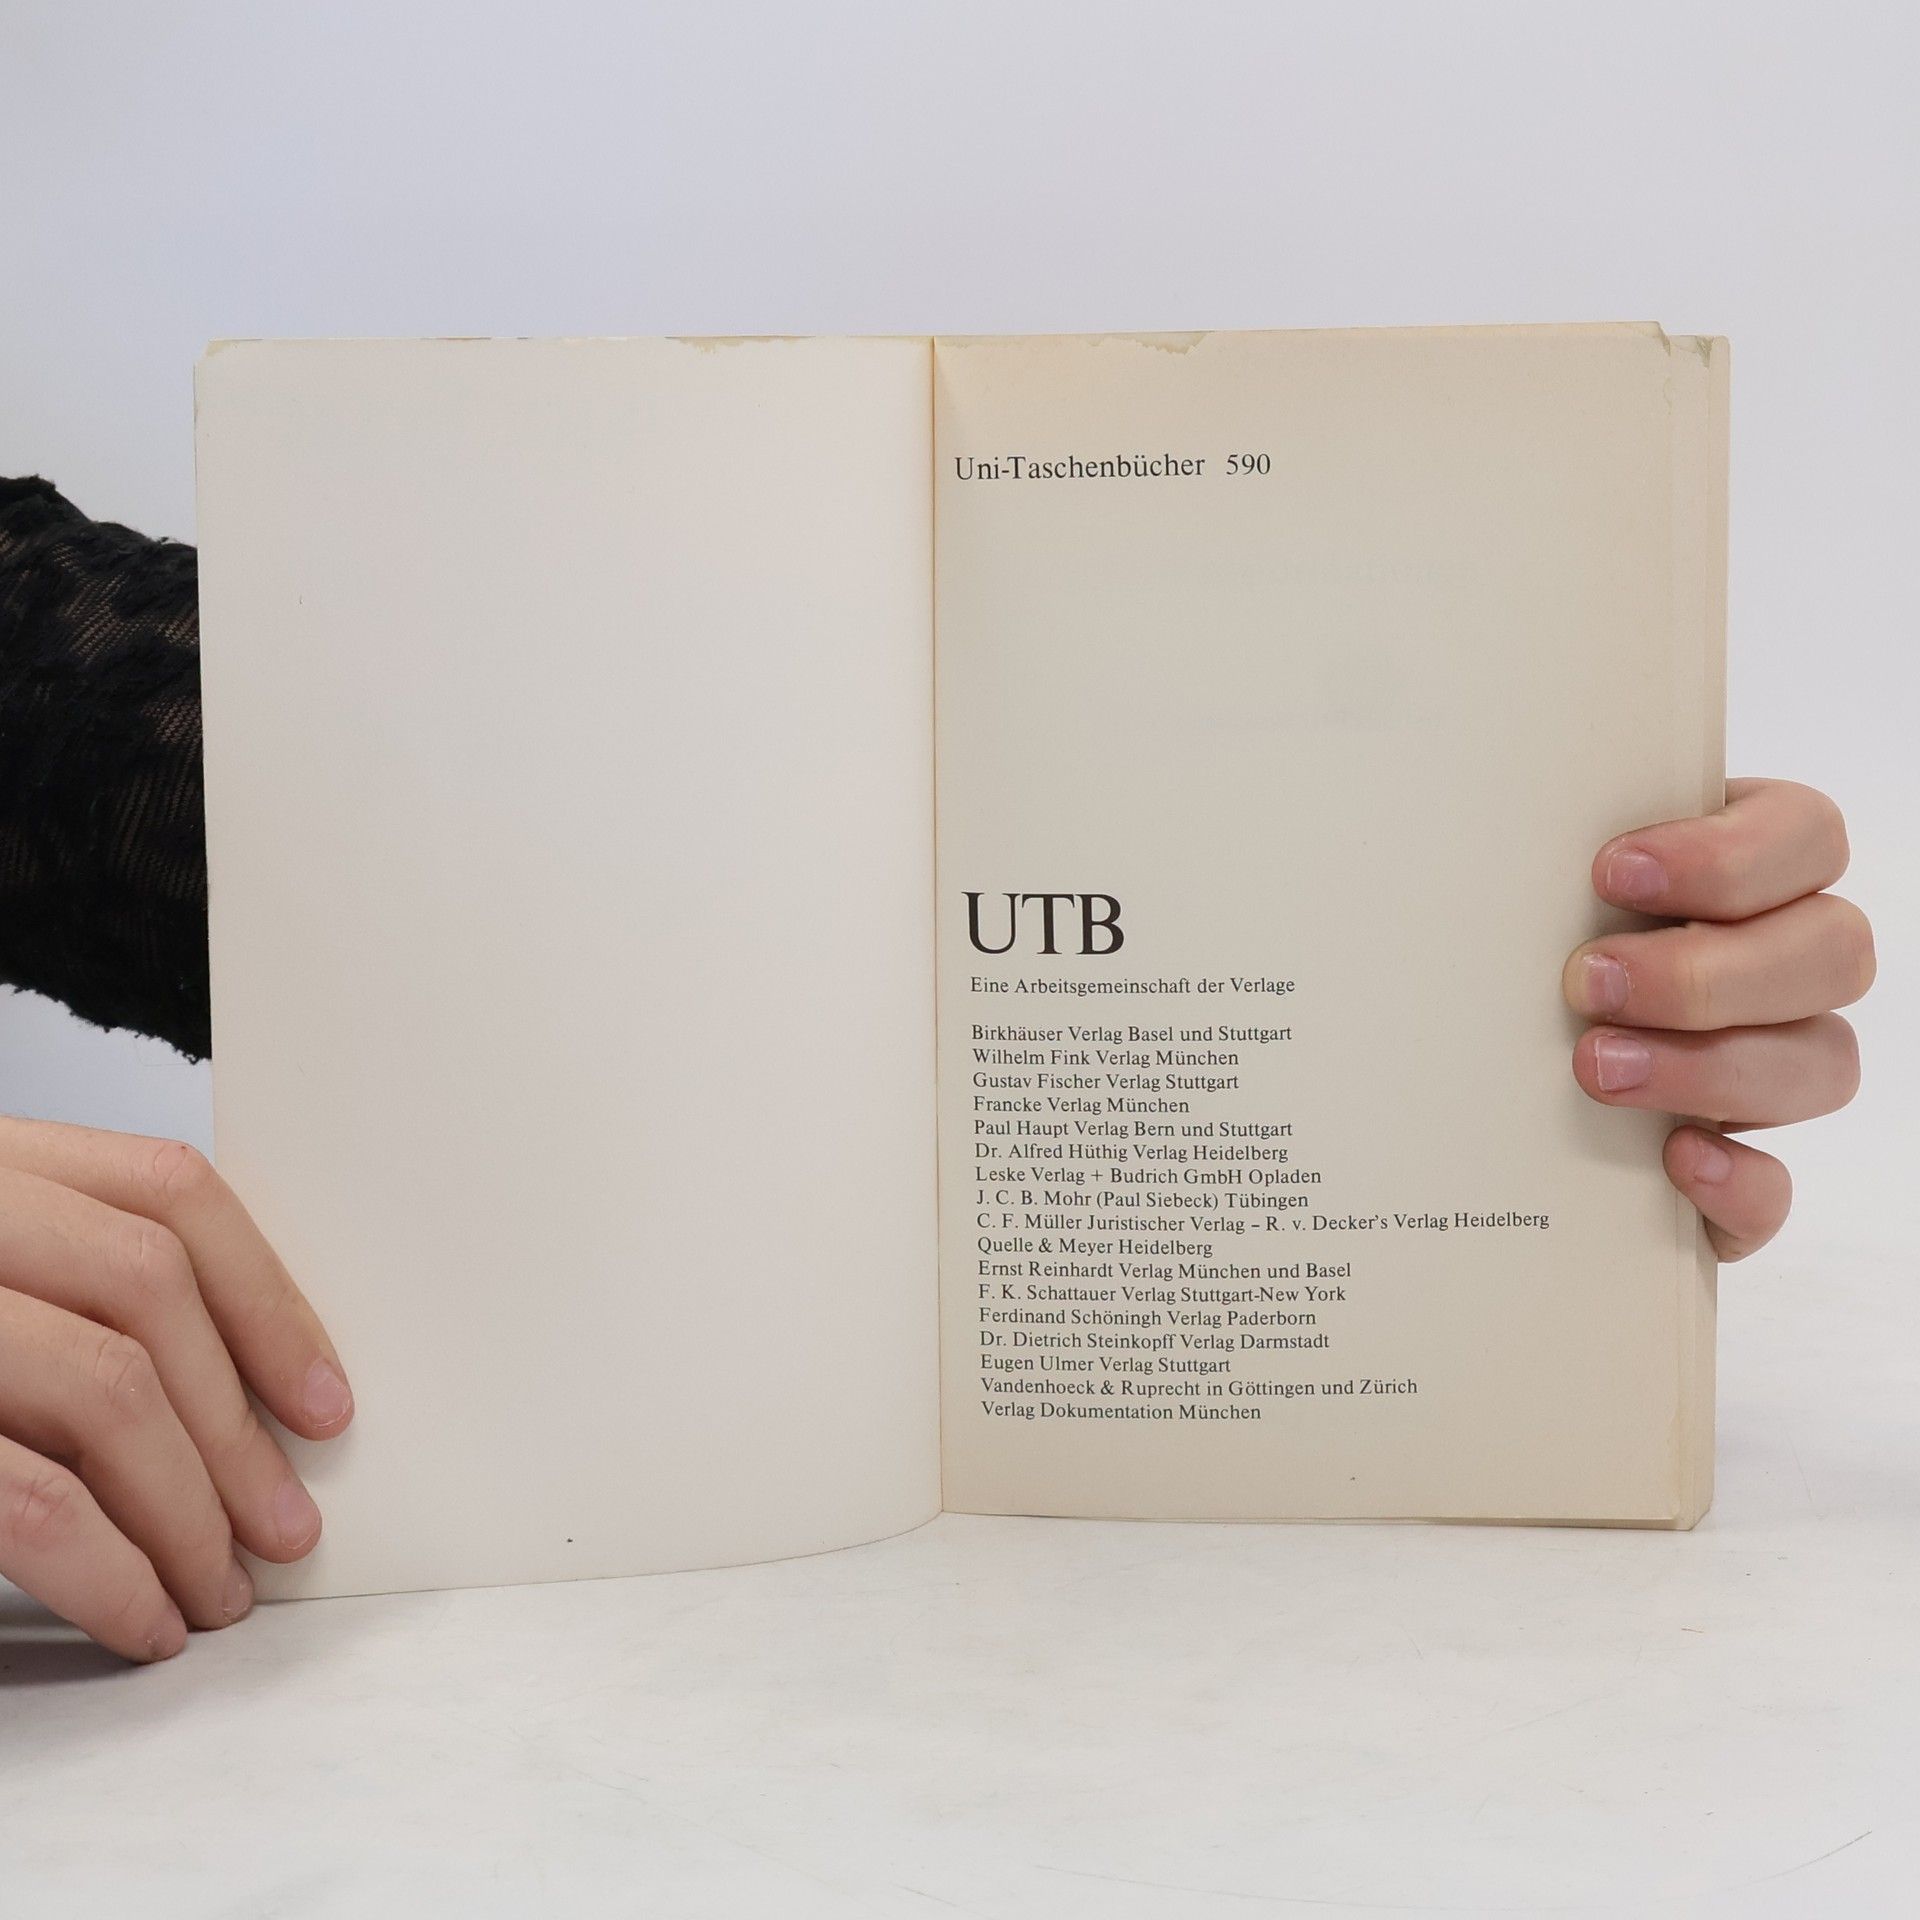 Uni-Taschenbücher 590
UTB
Eine Arbeitsgemeinschaft der Verlage
Birkhäuser Verlag Basel und Stuttgart
Wilhelm Fink Verlag München
Gustav Fischer Verlag Stuttgart
Francke Verlag München
Paul Haupt Verlag Bern und Stuttgart
Dr. Alfred Hüthig Verlag Heidelberg
Leske Verlag + Budrich GmbH Opladen
J. C. B. Mohr (Paul Siebeck) Tübingen
C. F. Müller Juristischer Verlag – R. v. Decker's Verlag Heidelberg
Quelle & Meyer Heidelberg
Ernst Reinhardt Verlag München und Basel
F. K. Schattauer Verlag Stuttgart-New York
Ferdinand Schöningh Verlag Paderborn
Dr. Dietrich Steinkopff Verlag Darmstadt
Eugen Ulmer Verlag Stuttgart
Vandenhoeck & Ruprecht in Göttingen und Zürich
Verlag Dokumentation München